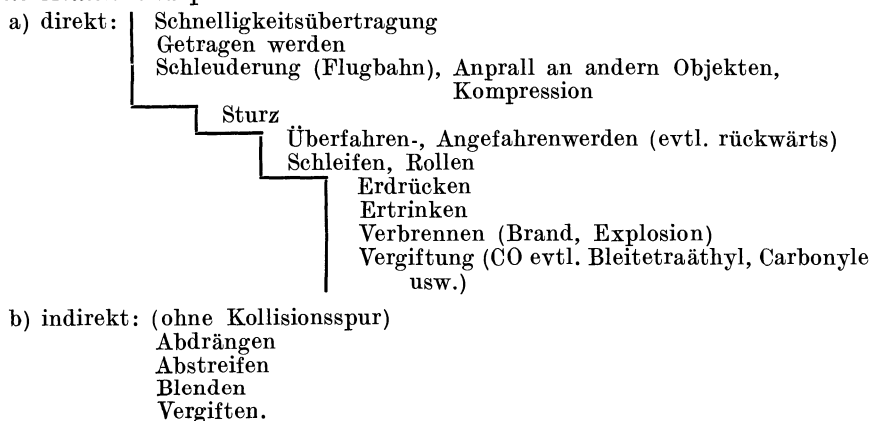 a) direkt: Schnelligkeitsübertragung
Getragen werden
Schleuderung (Flugbahn), Anprall an andern Objekten,
Kompression
Sturz
Überfahren-, Angefahrenwerden (evtl. rückwärts)
Schleifen, Rollen
Erdrücken
Ertrinken
Verbrennen (Brand, Explosion)
Vergiftung (CO evtl. Bleitetraäthyl, Carbonyle
usw.)
b) indirekt: (ohne Kollisionsspur)
Abdrängen
Abstreifen
Blenden
Vergiften.